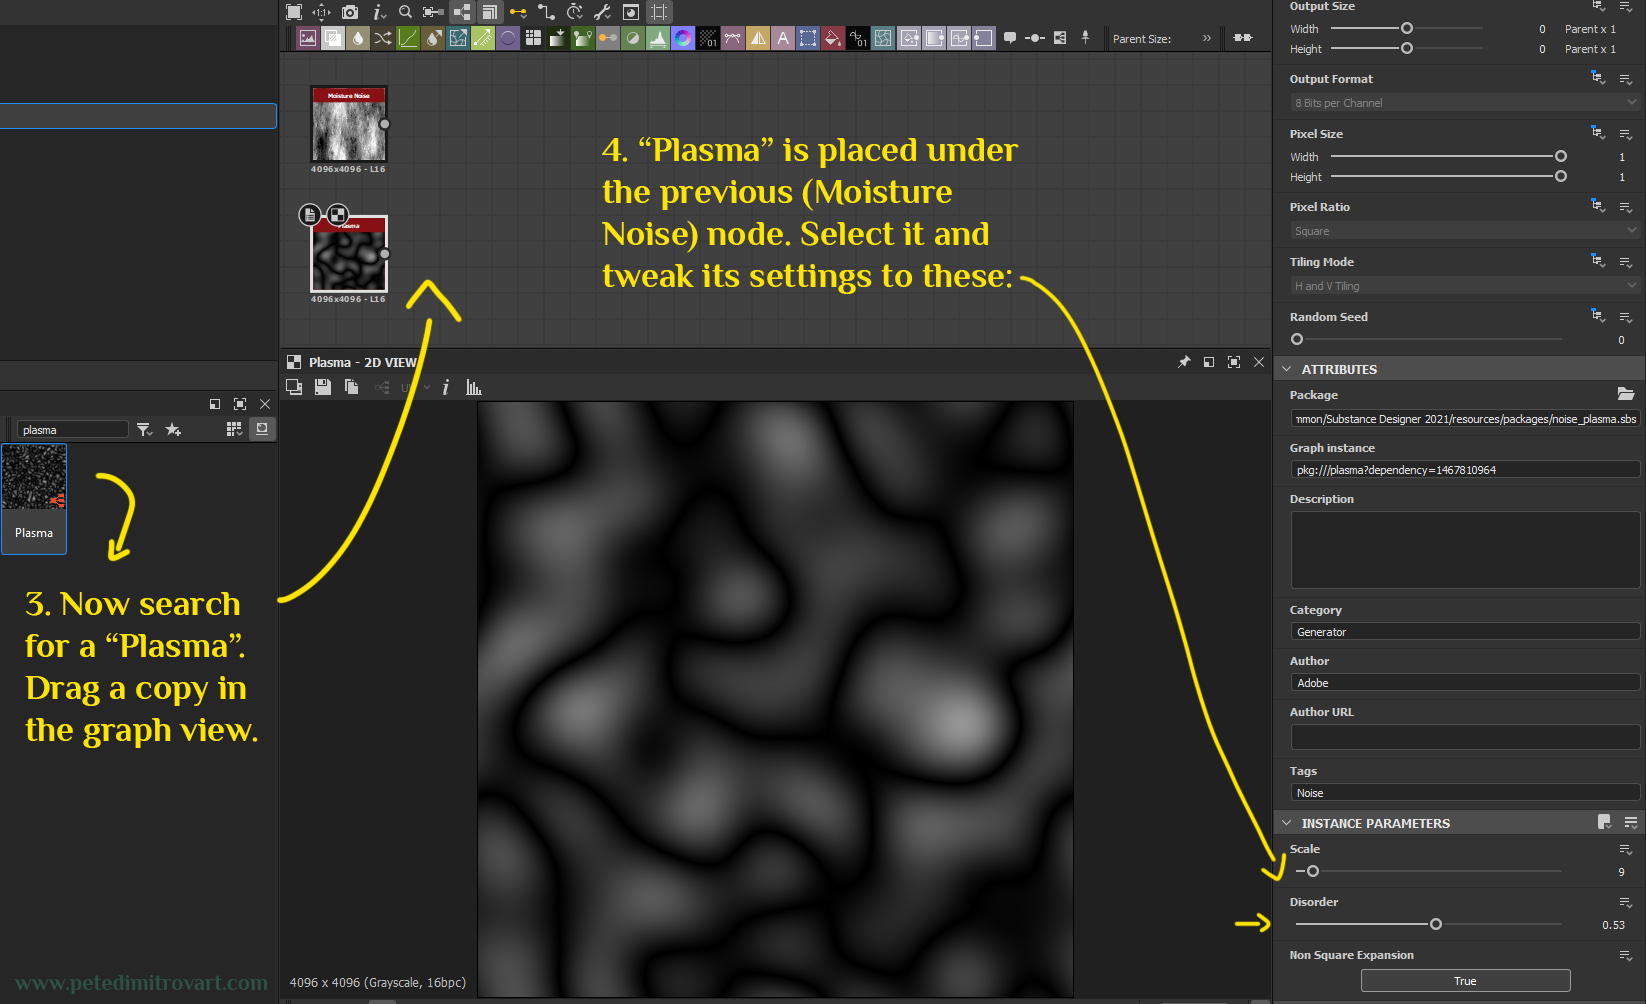 Parent Size:
Moisture Noise
4096x4096 - L16
Plasma
4096x4096 - L16
4. “Plasma” is placed under
the previous (Moisture
Noise) node. Select it and
tweak its settings to these:
Plasma - 2D VIEW
plasma
Plasma
3. Now search
for a “Plasma”.
Drag a copy in
the graph view.
www.petedimitrovart.com
4096 x 4096 (Grayscale, 16bpc)
Output Size
Width 0 Parent x 1
Height 0 Parent x 1
Output Format
8 Bits per Channel
Pixel Size
Width 1
Height 1
Pixel Ratio
Square
Tiling Mode
H and V Tiling
Random Seed
0
ATTRIBUTES
Package
nmon/Substance Designer 2021/resources/packages/noise_plasma.sbs
Graph instance
pkg:///plasma?dependency=1467810964
Description
Category
Generator
Author
Adobe
Author URL
Tags
Noise
INSTANCE PARAMETERS
Scale
9
Disorder
0.53
Non Square Expansion
True